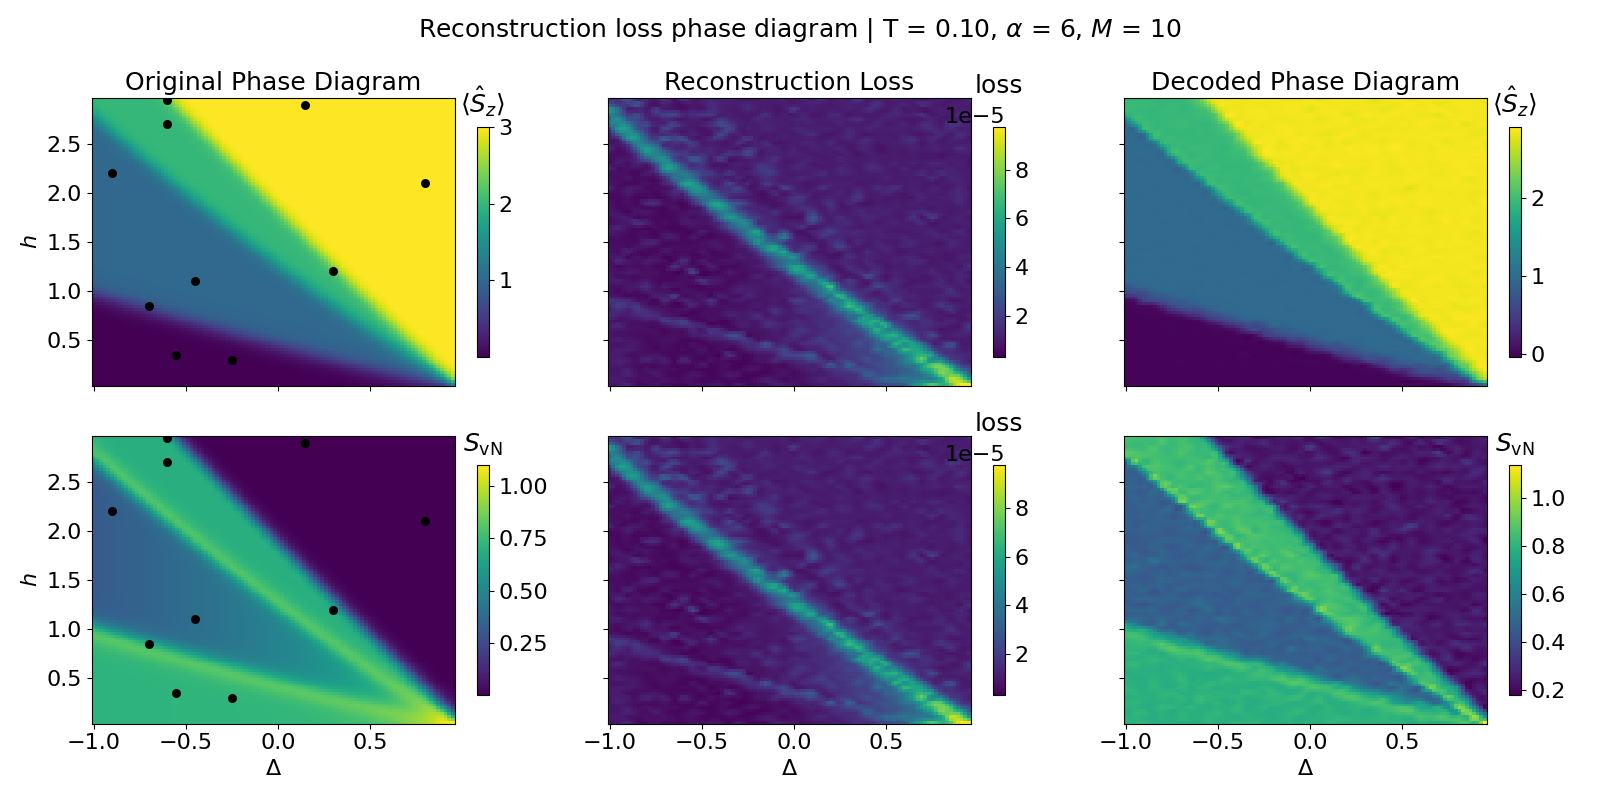 Reconstruction loss phase diagram | T = 0.10, α = 6, M = 10
Original Phase Diagram
⟨Ŝ_z⟩
Reconstruction Loss
loss
1e−5
Decoded Phase Diagram
⟨Ŝ_z⟩
h
2.5
2.0
1.5
1.0
0.5
3
2
1
8
6
4
2
2
1
0
S_vN
loss
1e−5
S_vN
h
2.5
2.0
1.5
1.0
0.5
1.00
0.75
0.50
0.25
8
6
4
2
1.0
0.8
0.6
0.4
0.2
−1.0 −0.5 0.0 0.5
Δ
−1.0 −0.5 0.0 0.5
Δ
−1.0 −0.5 0.0 0.5
Δ